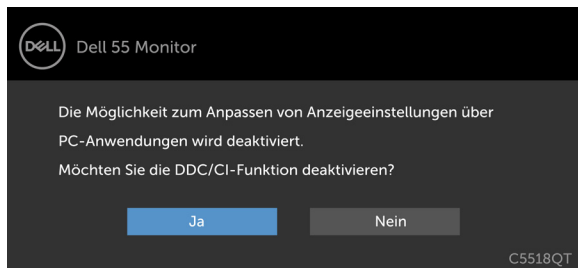 DELL
Dell 55 Monitor
Die Möglichkeit zum Anpassen von Anzeigeeinstellungen über
PC-Anwendungen wird deaktiviert.
Möchten Sie die DDC/CI-Funktion deaktivieren?
Ja
Nein
C5518QT